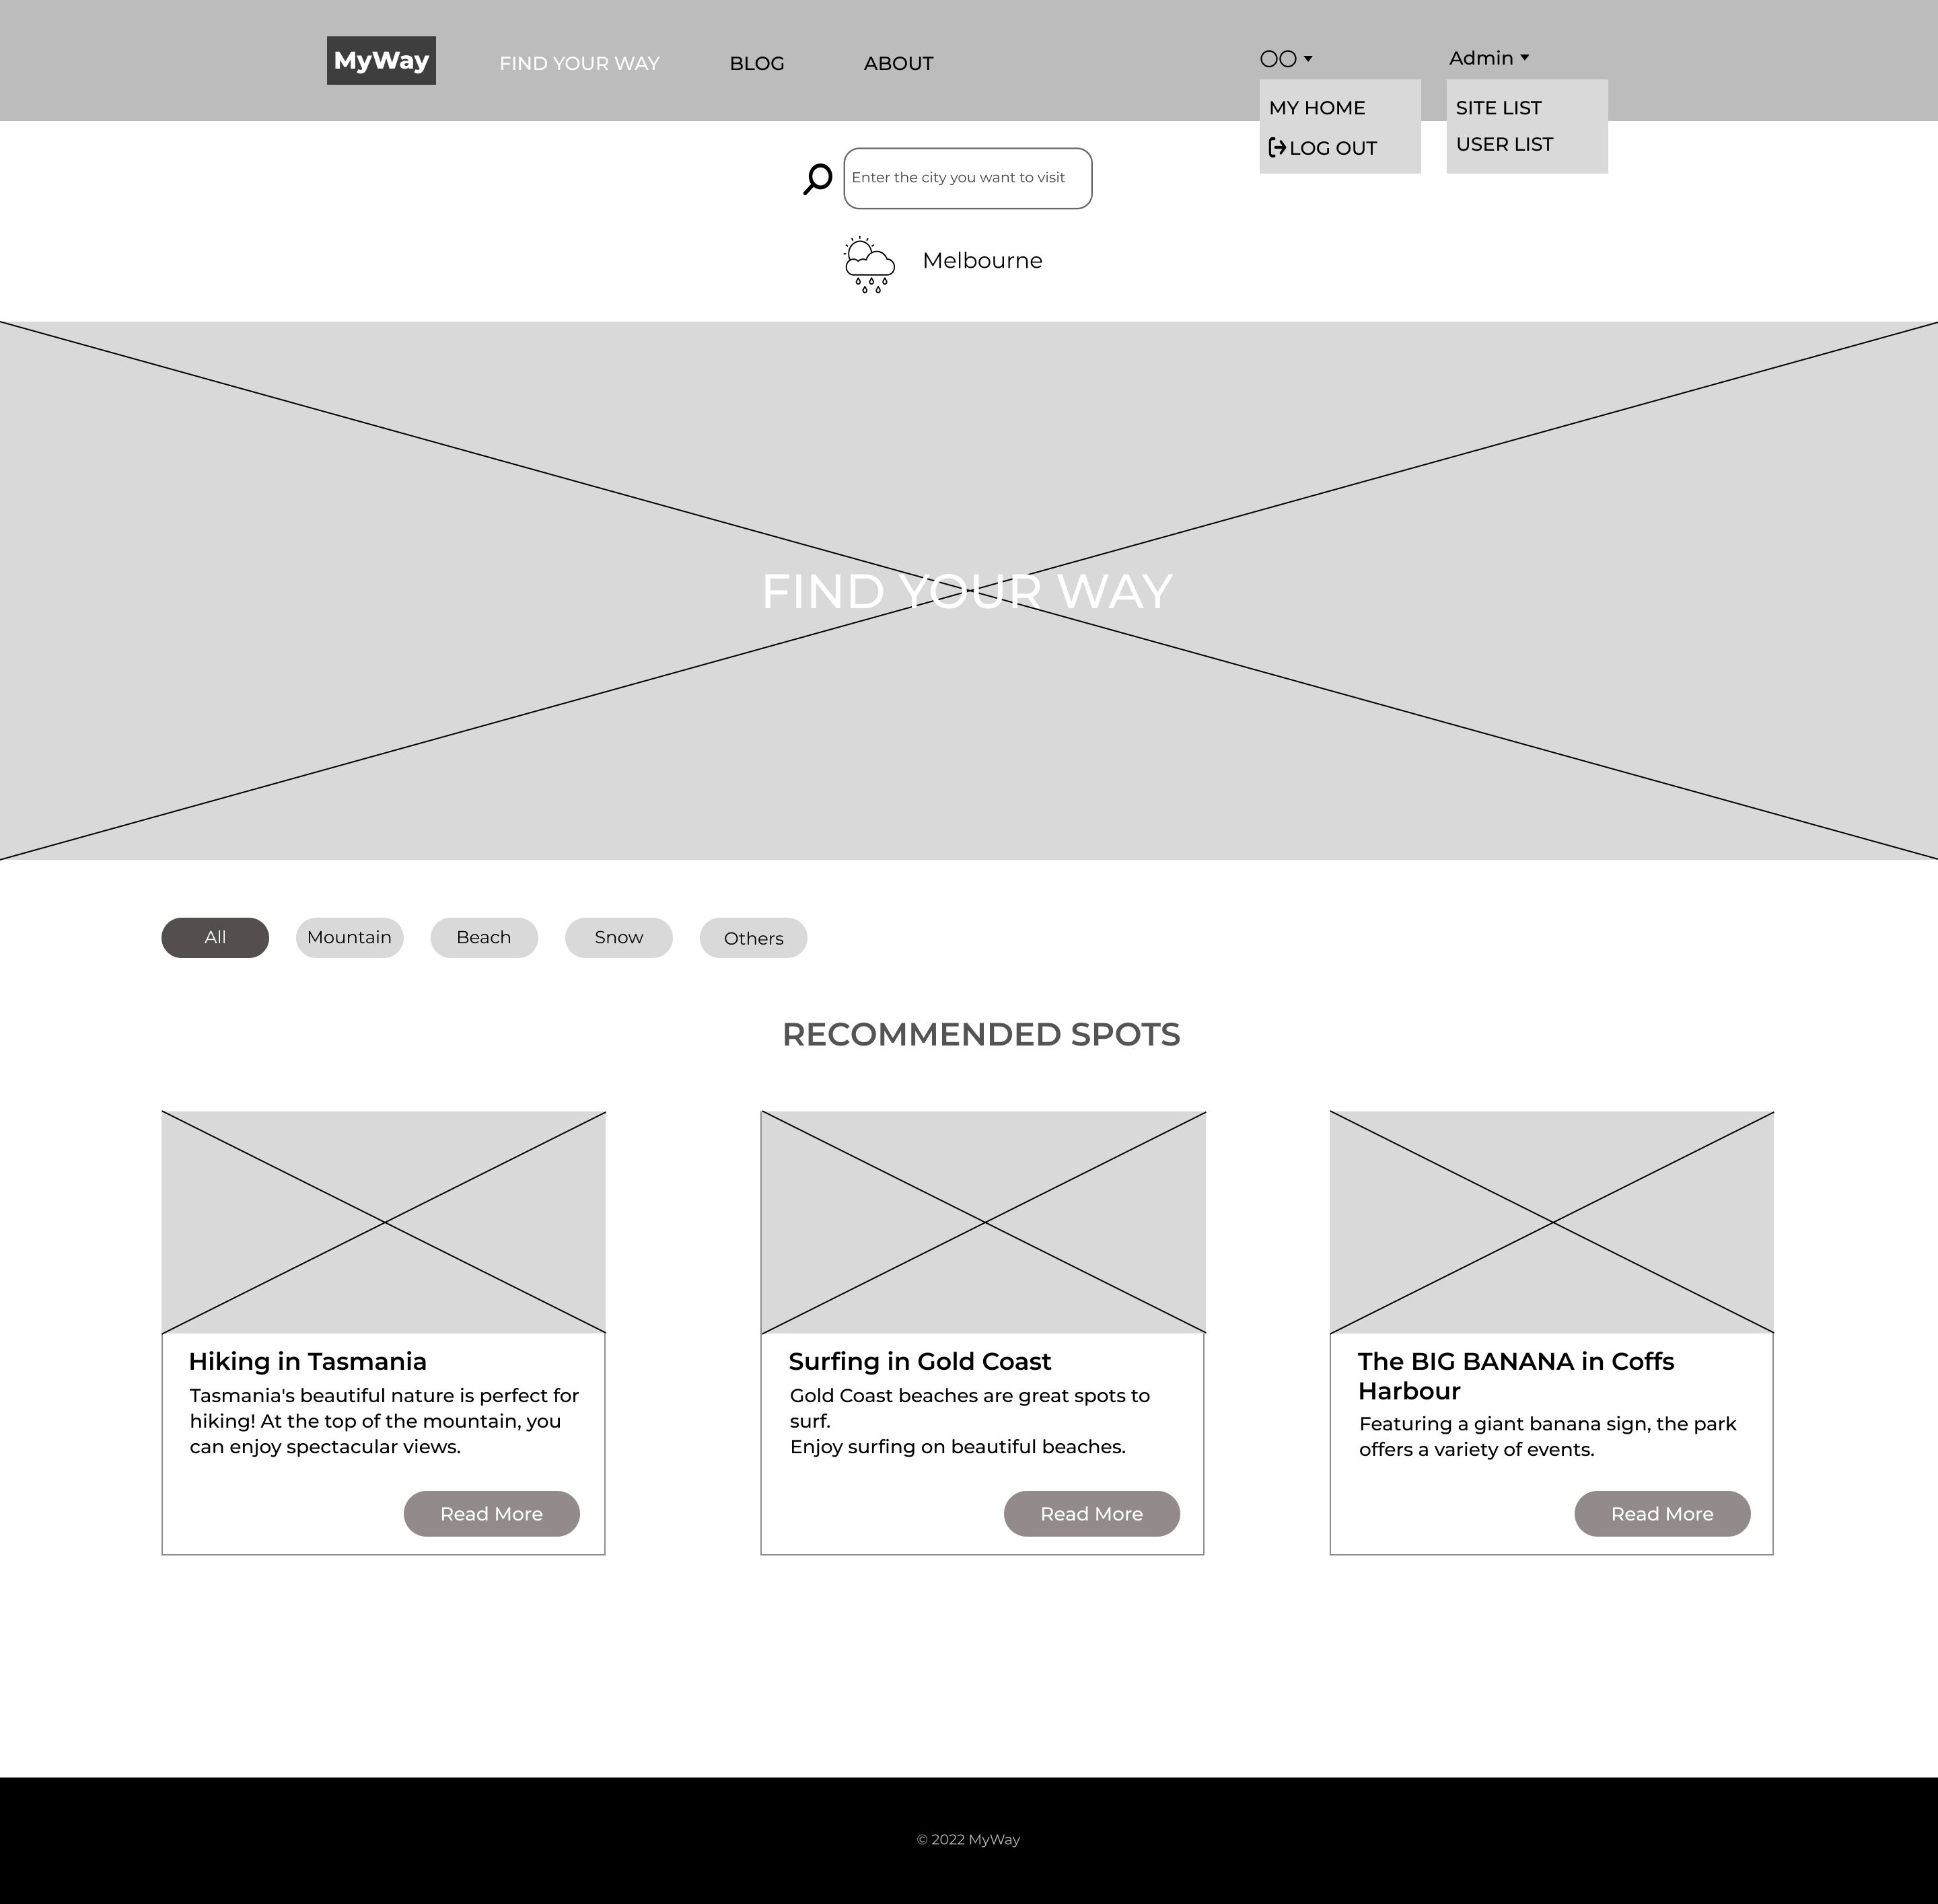 MyWay
FIND YOUR WAY
BLOG
ABOUT
○○
Admin
MY HOME
LOG OUT
SITE LIST
USER LIST
Enter the city you want to visit
Melbourne
FIND YOUR WAY
All
Mountain
Beach
Snow
Others
RECOMMENDED SPOTS
Hiking in Tasmania
Tasmania's beautiful nature is perfect for
hiking! At the top of the mountain, you
can enjoy spectacular views.
Read More
Surfing in Gold Coast
Gold Coast beaches are great spots to
surf.
Enjoy surfing on beautiful beaches.
Read More
The BIG BANANA in Coffs
Harbour
Featuring a giant banana sign, the park
offers a variety of events.
Read More
© 2022 MyWay